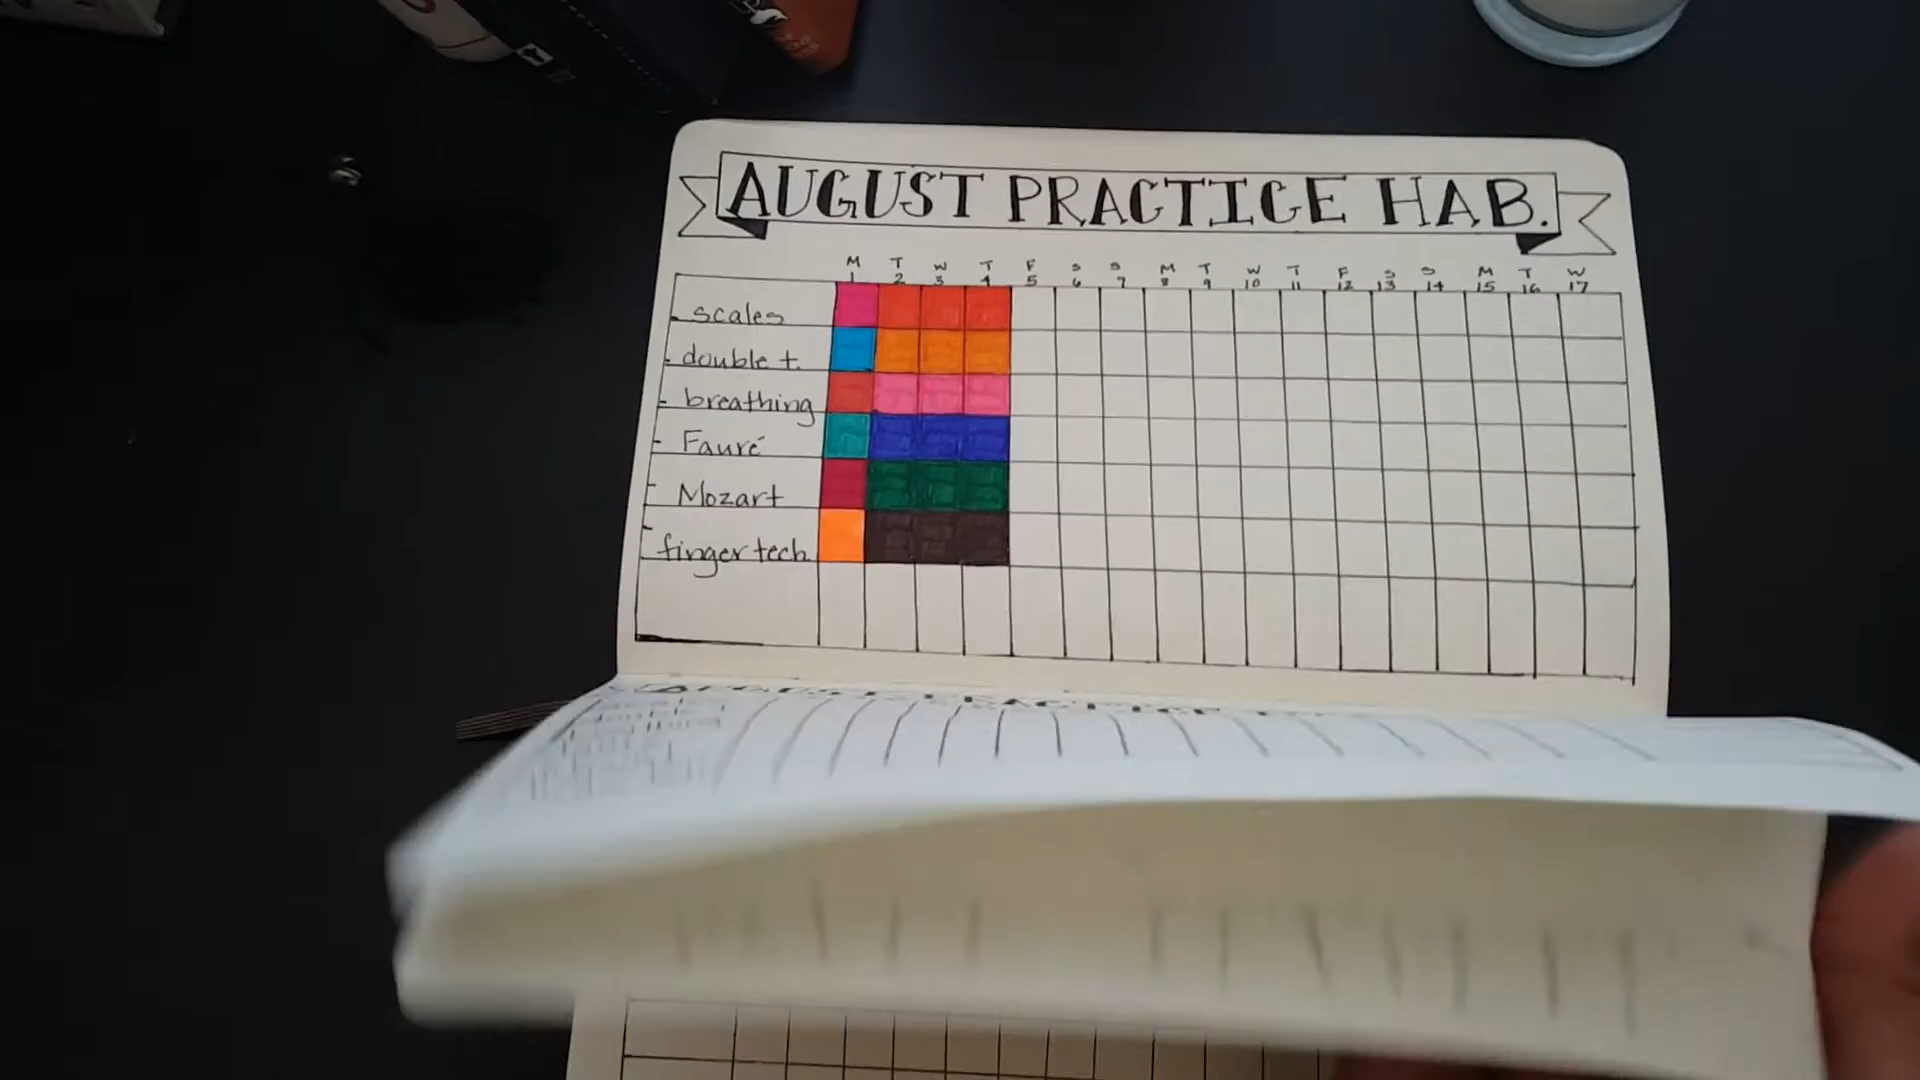 AUGUST PRACTICE HAB.
M T W T F S S M T W T F S S M T W
1 2 3 4 5 6 7 8 9 10 11 12 13 14 15 16 17
- scales
- double t.
- breathing
- Fauré
- Mozart
- finger tech.